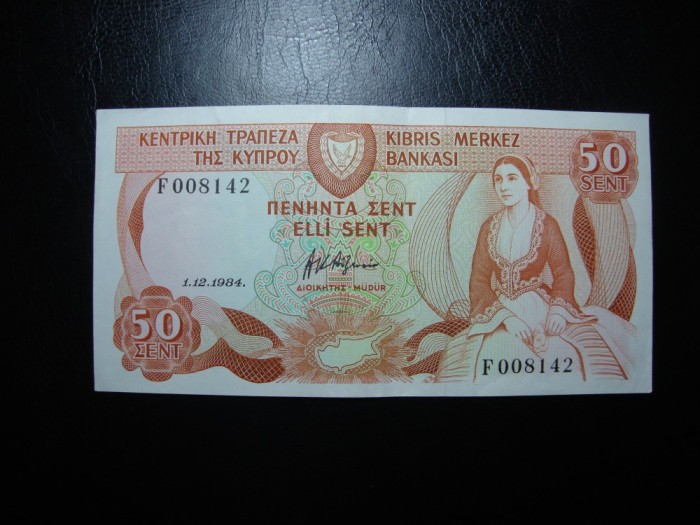 ΚΕΝΤΡΙΚΗ ΤΡΑΠΕΖΑ
ΤΗΣ ΚΥΠΡΟΥ
KIBRIS MERKEZ
BANKASI
50
SENT
F008142
ΠΕΝΗΝΤΑ ΣΕΝΤ
ELLİ SENT
1.12.1984.
ΔΙΟΙΚΗΤΗΣ - MÜDÜR
50
ΣΕΝΤ
F008142